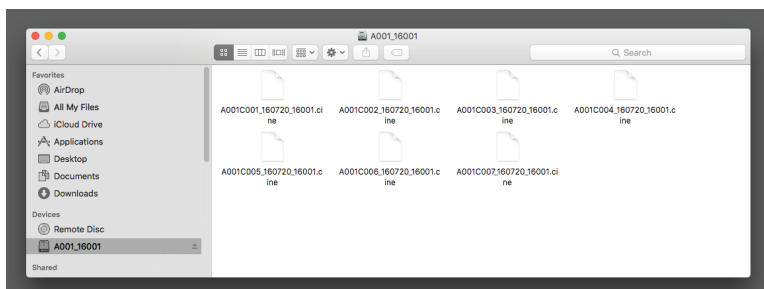 A001_16001
Search
Favorites
AirDrop
All My Files
iCloud Drive
Applications
Desktop
Documents
Downloads
Devices
Remote Disc
A001_16001
Shared
A001C001_160720_16001.ci
ne
A001C002_160720_16001.c
ine
A001C003_160720_16001.c
ine
A001C004_160720_16001.c
ine
A001C005_160720_16001.c
ine
A001C006_160720_16001.c
ine
A001C007_160720_16001.ci
ne